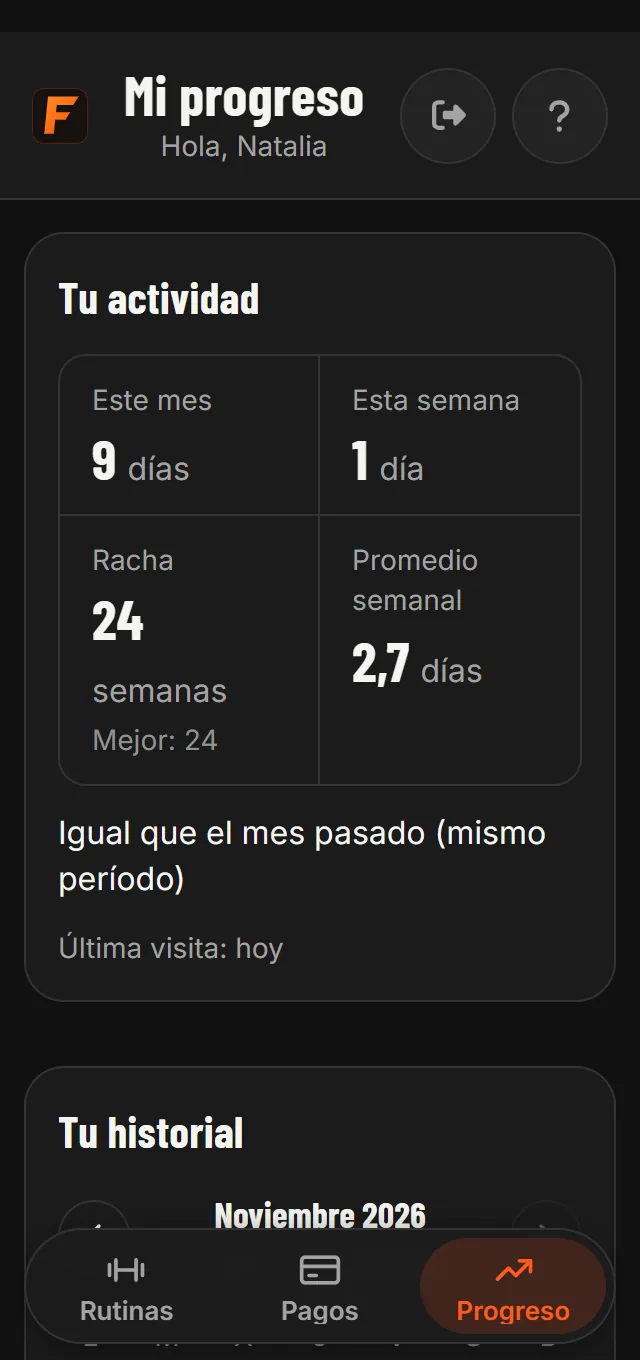 F
Mi progreso
Hola, Natalia
?
Tu actividad
Este mes
9 días
Esta semana
1 día
Racha
24
semanas
Mejor: 24
Promedio
semanal
2,7 días
Igual que el mes pasado (mismo
período)
Última visita: hoy
Tu historial
Noviembre 2026
Rutinas
Pagos
Progreso